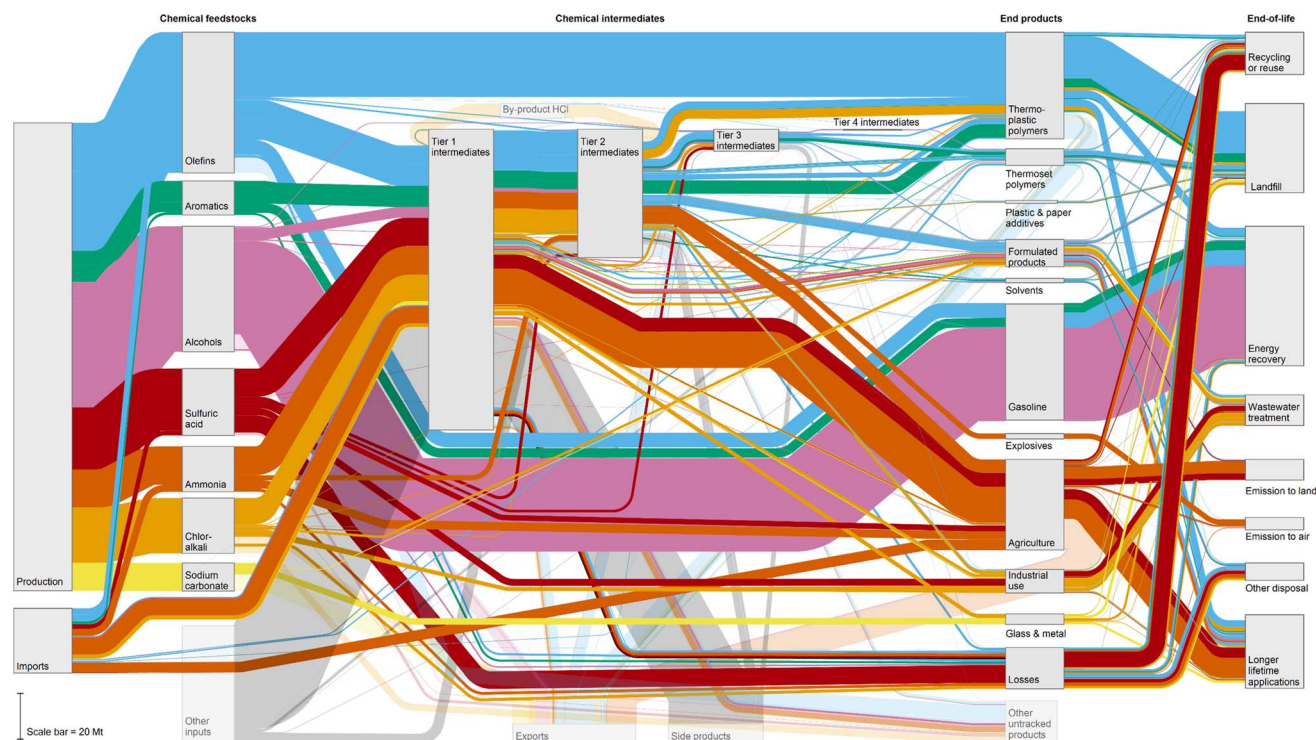 Chemical feedstocks
Chemical intermediates
End products
End-of-life
Production
Imports
Scale bar = 20 Mt
Olefins
Aromatics
Alcohols
Sulfuric
acid
Ammonia
Chlor-
alkali
Sodium
carbonate
Other
inputs
By-product HCl
Tier 1
intermediates
Tier 2
intermediates
Tier 3
intermediates
Tier 4 intermediates
Exports
Side products
Thermo-
plastic
polymers
Thermoset
polymers
Plastic & paper
additives
Formulated
products
Solvents
Gasoline
Explosives
Agriculture
Industrial
use
Glass & metal
Losses
Other
untracked
products
Recycling
or reuse
Landfill
Energy
recovery
Wastewater
treatment
Emission to land
Emission to air
Other disposal
Longer
lifetime
applications